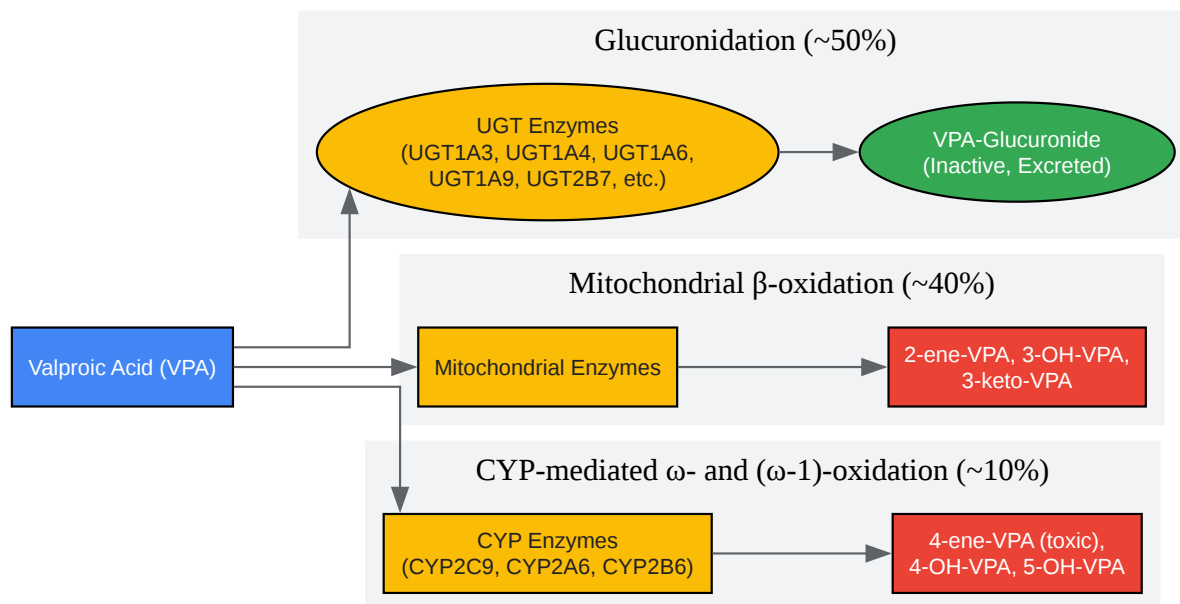 Glucuronidation (~50%)
UGT Enzymes
(UGT1A3, UGT1A4, UGT1A6,
UGT1A9, UGT2B7, etc.)
VPA-Glucuronide
(Inactive, Excreted)
Mitochondrial β-oxidation (~40%)
Valproic Acid (VPA)
Mitochondrial Enzymes
2-ene-VPA, 3-OH-VPA,
3-keto-VPA
CYP-mediated ω- and (ω-1)-oxidation (~10%)
CYP Enzymes
(CYP2C9, CYP2A6, CYP2B6)
4-ene-VPA (toxic),
4-OH-VPA, 5-OH-VPA